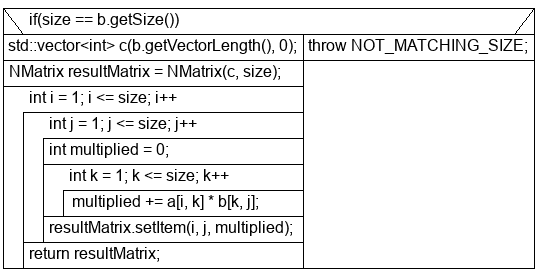 if(size == b.getSize())
std::vector<int> c(b.getVectorLength(), 0);
throw NOT_MATCHING_SIZE;
NMatrix resultMatrix = NMatrix(c, size);
int i = 1; i <= size; i++
int j = 1; j <= size; j++
int multiplied = 0;
int k = 1; k <= size; k++
multiplied += a[i, k] * b[k, j];
resultMatrix.setItem(i, j, multiplied);
return resultMatrix;